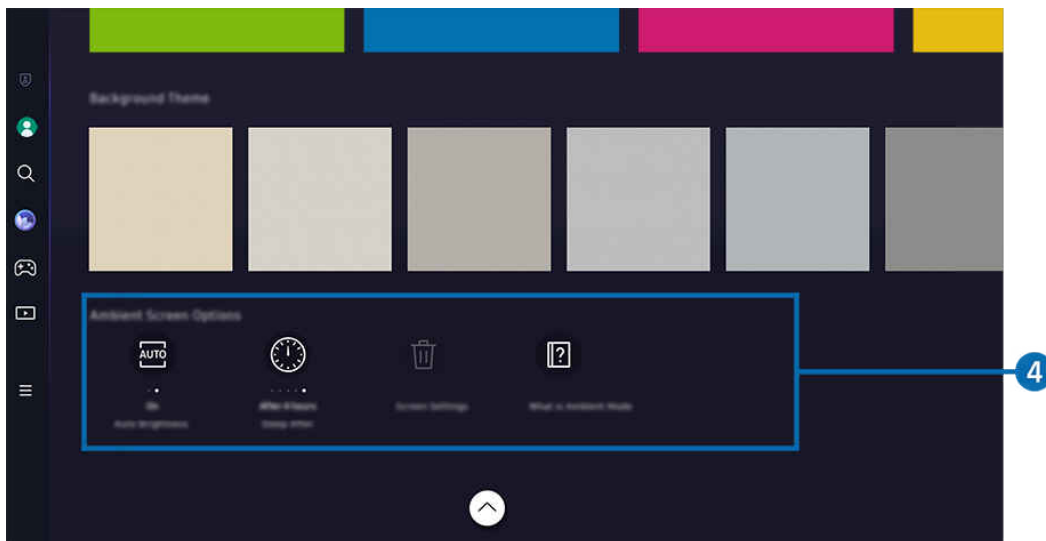 Background Theme
Ambient Screen Options
AUTO
?
4
On
After 8 hours
Screen Settings
What is Ambient Mode
Auto Brightness
Sleep After